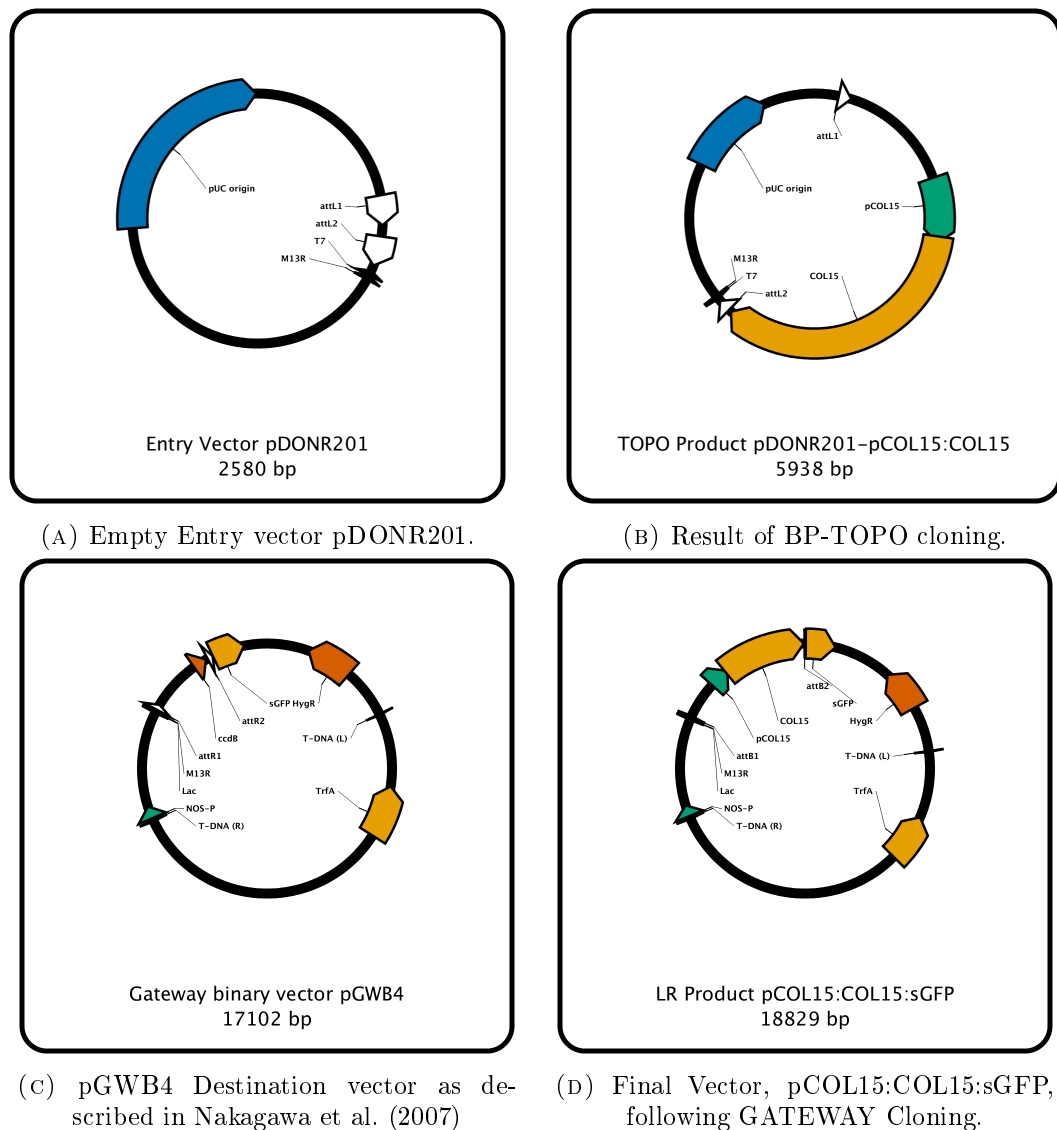 pUC origin
attL1
attL2
T7
M13R
Entry Vector pDONR201
2580 bp
(A) Empty Entry vector pDONR201.
attL1
pUC origin
pCOL15
M13R
T7
attL2
COL15
TOPO Product pDONR201-pCOL15:COL15
5938 bp
(B) Result of BP-TOPO cloning.
sGFP
HygR
attR2
ccdB
T-DNA (L)
attR1
M13R
Lac
TrfA
NOS-P
T-DNA (R)
Gateway binary vector pGWB4
17102 bp
(C) pGWB4 Destination vector as de-
scribed in Nakagawa et al. (2007)
attB2
sGFP
COL15
HygR
pCOL15
attB1
T-DNA (L)
M13R
Lac
TrfA
NOS-P
T-DNA (R)
LR Product pCOL15:COL15:sGFP
18829 bp
(D) Final Vector, pCOL15:COL15:sGFP,
following GATEWAY Cloning.